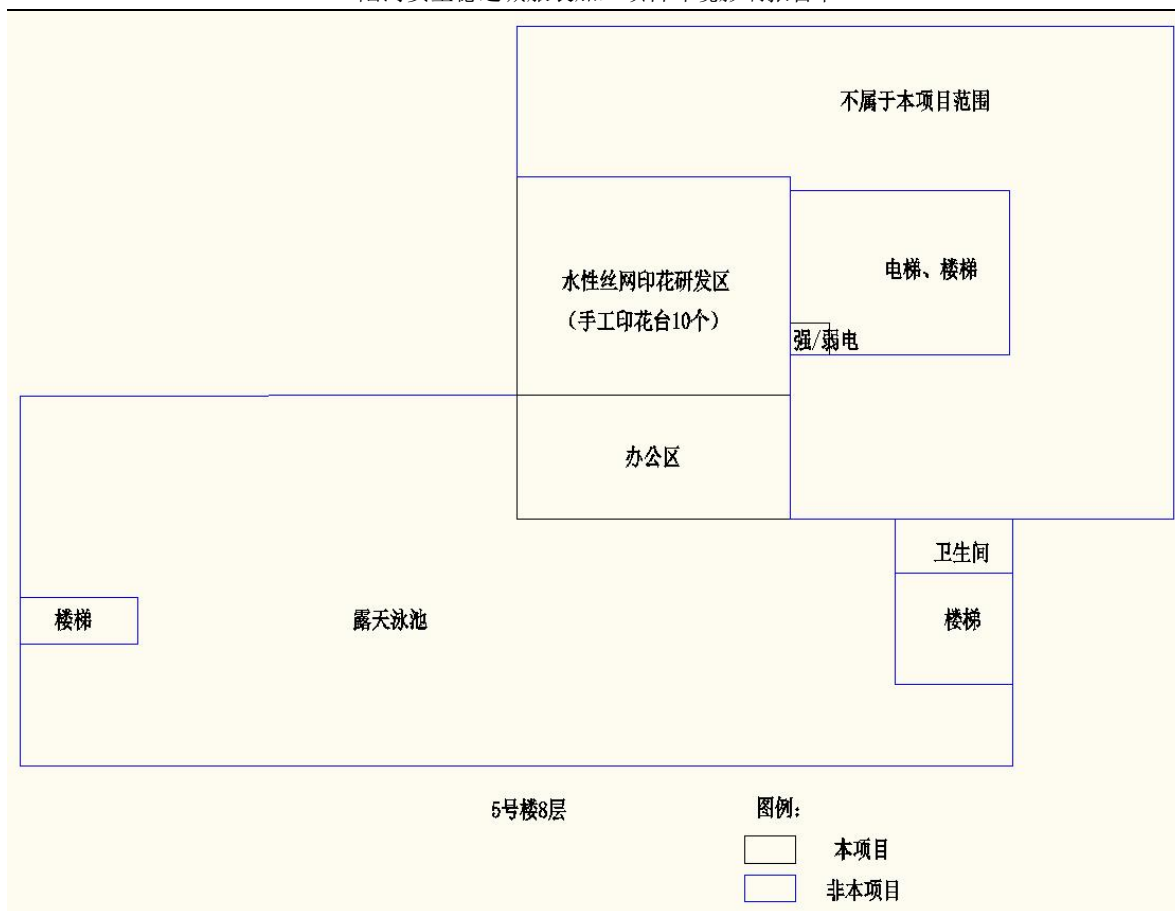 不属于本项目范围
水性丝网印花研发区
（手工印花台10个）
电梯、楼梯
强/弱电
办公区
卫生间
楼梯
露天泳池
楼梯
5号楼8层
图例：
本项目
非本项目